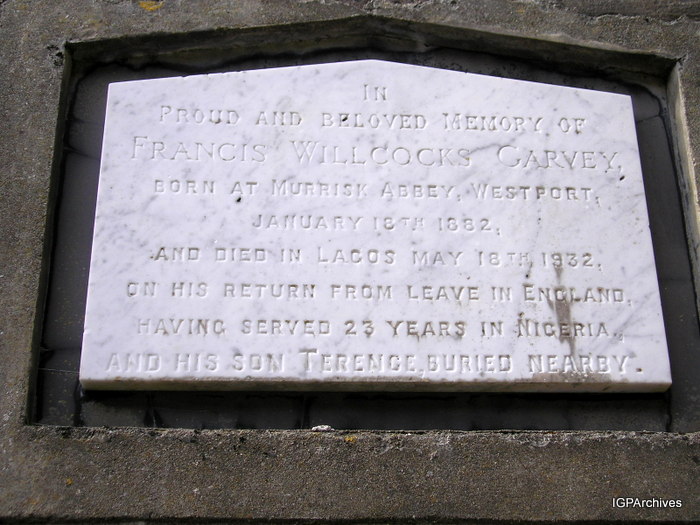 IN
PROUD AND BELOVED MEMORY OF
FRANCIS WILLCOCKS GARVEY,
BORN AT MURRISK ABBEY, WESTPORT,
JANUARY 18TH 1882,
AND DIED IN LAGOS MAY 18TH, 1932,
ON HIS RETURN FROM LEAVE IN ENGLAND,
HAVING SERVED 23 YEARS IN NIGERIA.,
AND HIS SON TERENCE, BURIED NEARBY.
IGPArchives